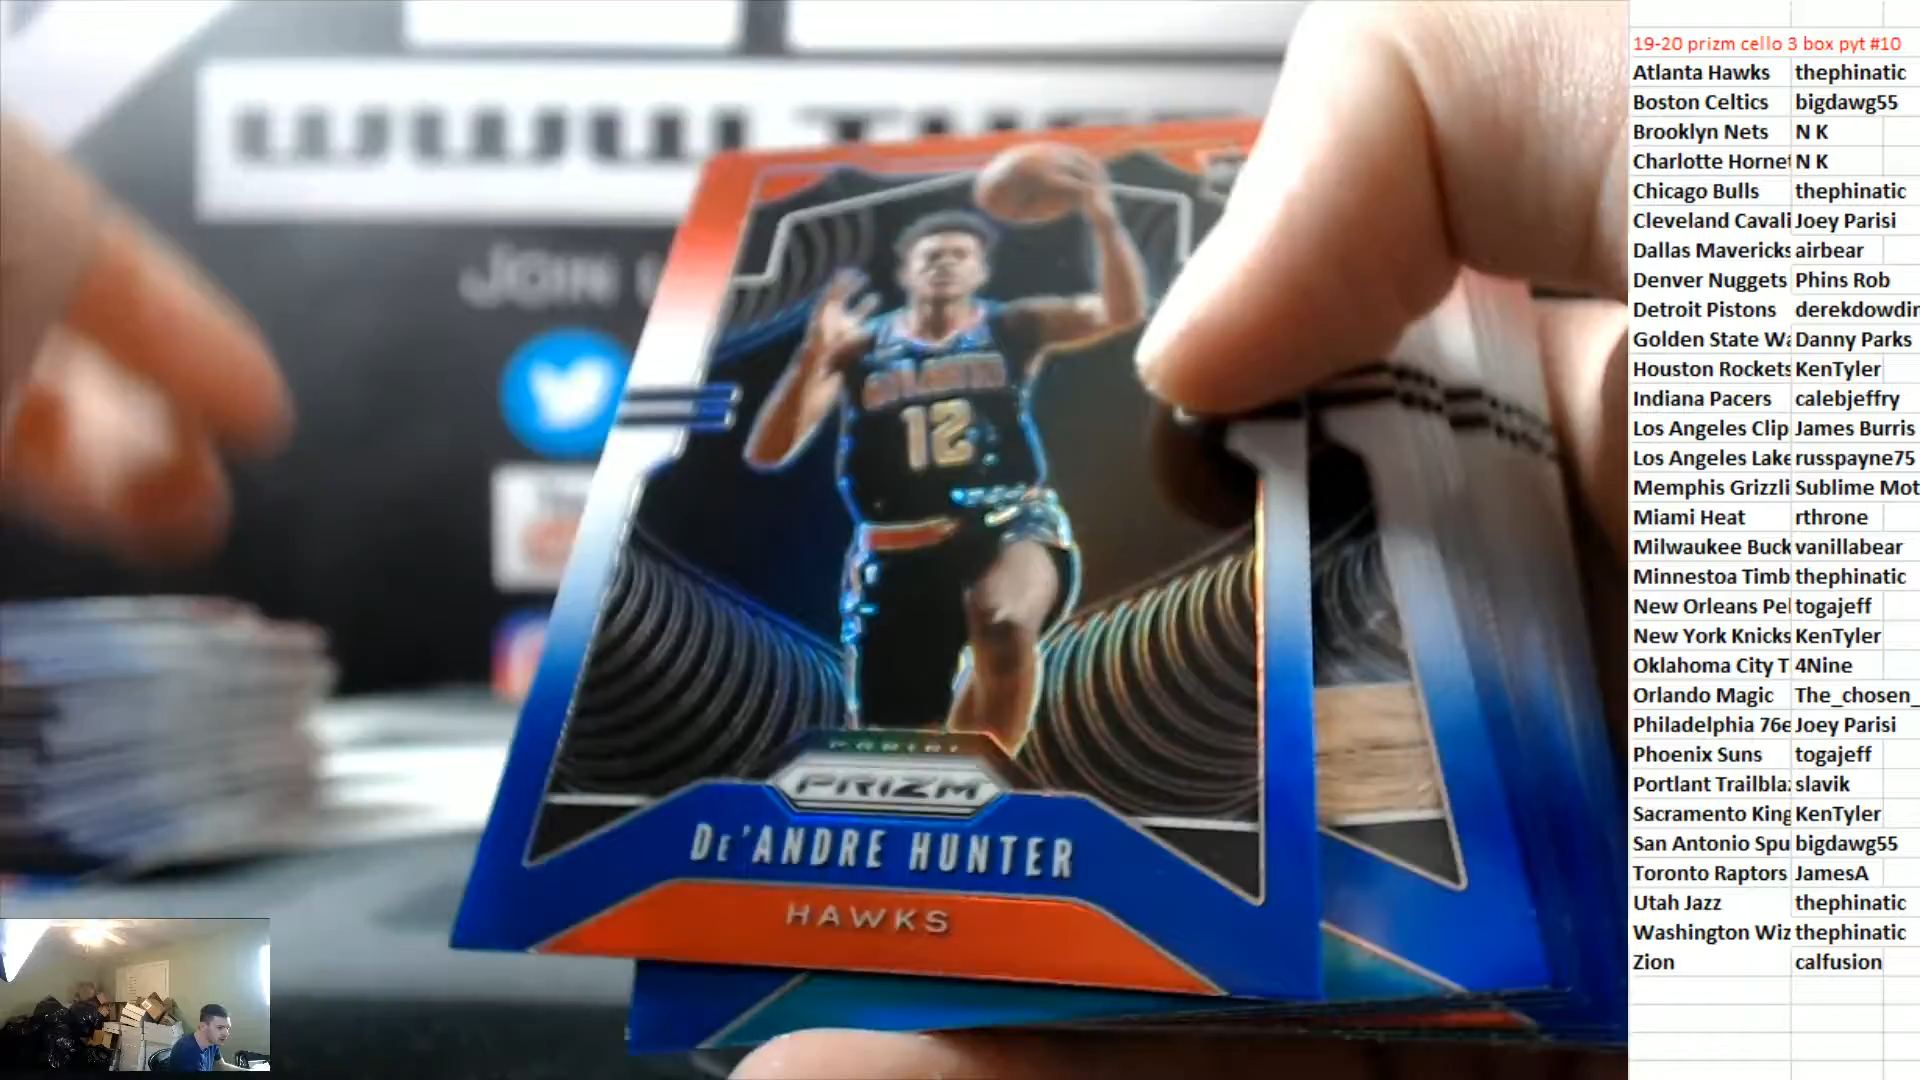 JOIN
ATLANTA
12
PANINI
PRIZM
DE'ANDRE HUNTER
HAWKS
19-20 prizm cello 3 box pyt #10
Atlanta Hawks thephinatic
Boston Celtics bigdawg55
Brooklyn Nets N K
Charlotte Hornet N K
Chicago Bulls thephinatic
Cleveland Cavali Joey Parisi
Dallas Mavericks airbear
Denver Nuggets Phins Rob
Detroit Pistons derekdowdin
Golden State Wa Danny Parks
Houston Rockets KenTyler
Indiana Pacers calebjeffry
Los Angeles Clip James Burris
Los Angeles Lake russpayne75
Memphis Grizzli Sublime Mot
Miami Heat rthrone
Milwaukee Buck vanillabear
Minnestoa Timb thephinatic
New Orleans Pel togajeff
New York Knicks KenTyler
Oklahoma City T 4Nine
Orlando Magic The_chosen_
Philadelphia 76e Joey Parisi
Phoenix Suns togajeff
Portlant Trailblaz slavik
Sacramento King KenTyler
San Antonio Spu bigdawg55
Toronto Raptors JamesA
Utah Jazz thephinatic
Washington Wiz thephinatic
Zion calfusion